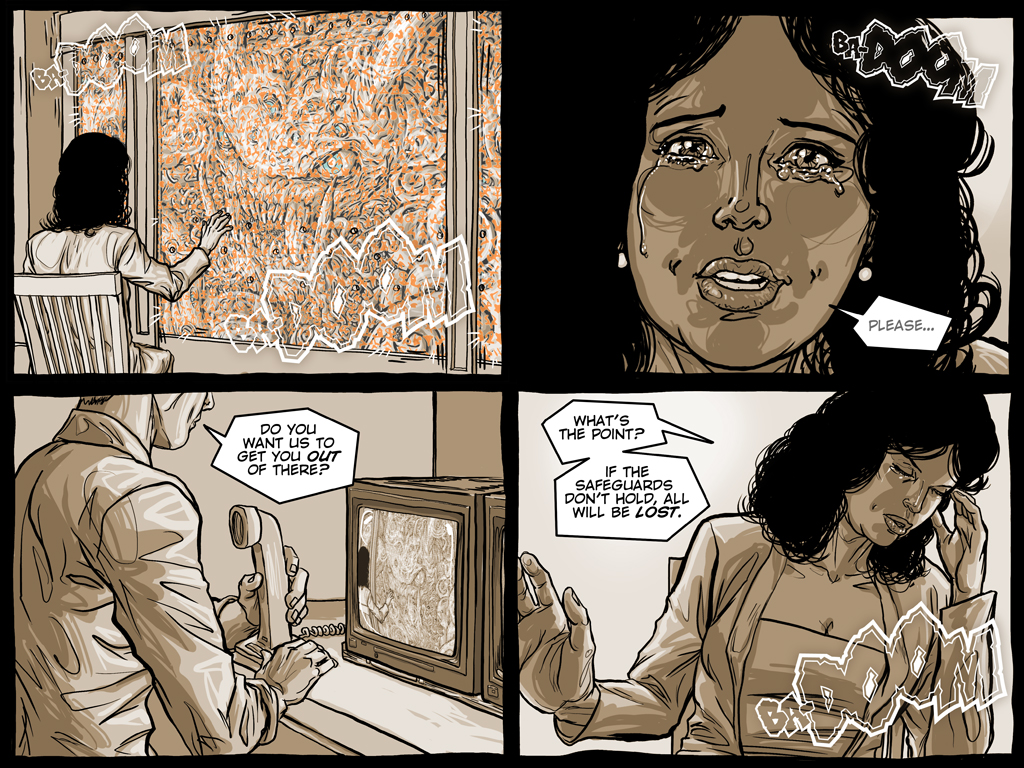 BA-DOOM
BA-DOOM
BA-DOOM
PLEASE...
DO YOU
WANT US TO
GET YOU OUT
OF THERE?
WHAT'S
THE POINT?
IF THE
SAFEGUARDS
DON'T HOLD, ALL
WILL BE LOST.
BA-DOOM